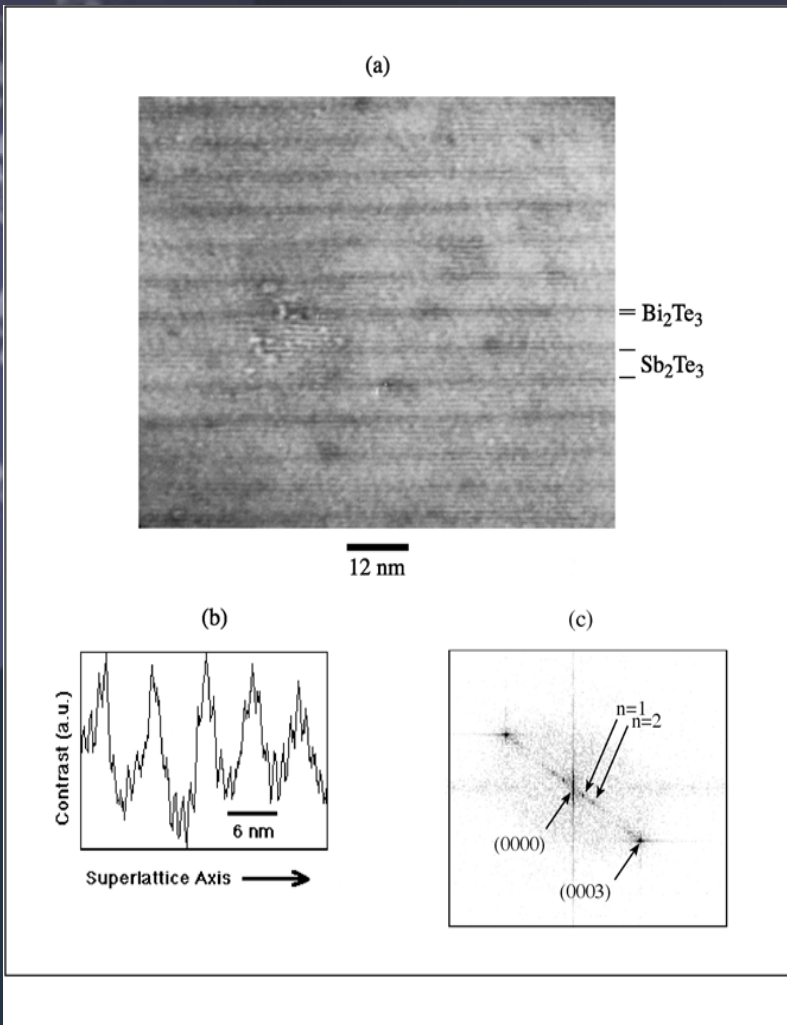 (a)
Bi₂Te₃
Sb₂Te₃
12 nm
(b)
(c)
Contrast (a.u.)
6 nm
Superlattice Axis
n=1
n=2
(0000)
(0003)